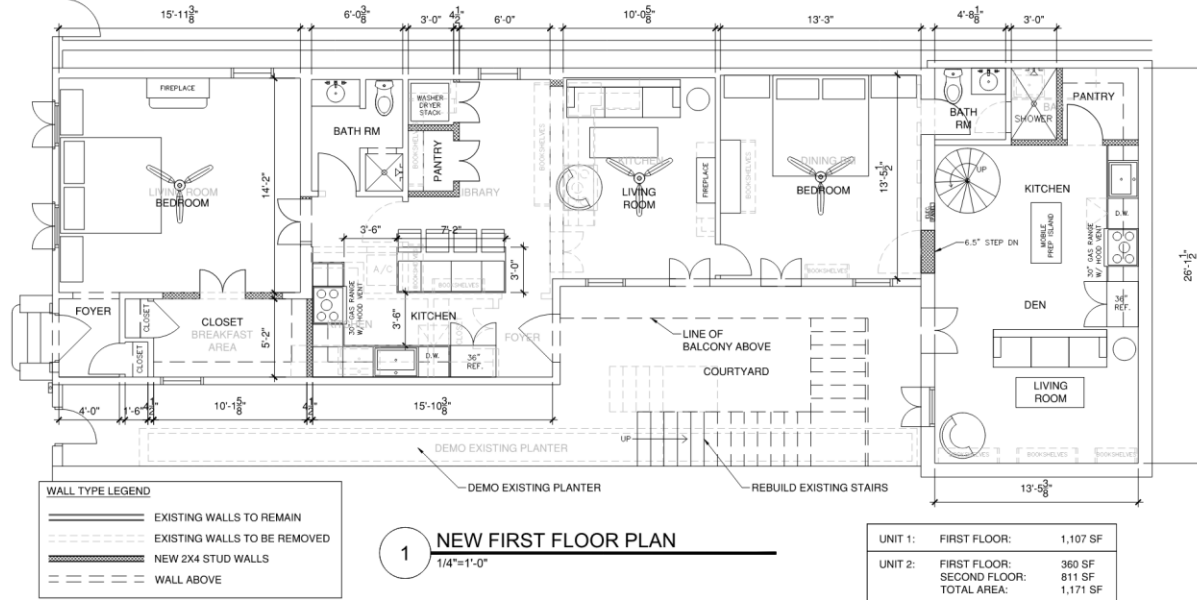 15'-11 3/8"
6'-0 3/8"
3'-0"
4 1/2"
6'-0"
10'-0 5/8"
13'-3"
4'-8 1/8"
3'-0"
FIREPLACE
WASHER
DRYER
STACK
BATH RM
PANTRY
BOOKSHELVES
LIBRARY
BOOKSHELVES
KITCHEN
LIVING
ROOM
FIREPLACE
BOOKSHELVES
DINING RM
BEDROOM
13'-5 1/2"
BATH
RM
SHOWER
PANTRY
LIVING ROOM
BEDROOM
14'-2"
UP
KITCHEN
MOBILE
PREP ISLAND
D.W.
30" GAS RANGE
W/ HOOD VENT
6.5" STEP DN
26'-1 1/2"
3'-6"
7'-2"
3'-0"
A/C
BOOKSHELVES
BOOKSHELVES
30" GAS RANGE
W/ HOOD VENT
3'-6"
KITCHEN
FOYER
D.W.
36"
REF.
FOYER
CLOSET
CLOSET
CLOSET
BREAKFAST
AREA
5'-2"
LINE OF
BALCONY ABOVE
COURTYARD
DEN
36"
REF.
LIVING
ROOM
BOOKSHELVES
BOOKSHELVES
BOOKSHELVES
4'-0"
1'-6"
4 1/2"
10'-1 5/8"
4 1/2"
15'-10 3/8"
UP
DEMO EXISTING PLANTER
DEMO EXISTING PLANTER
REBUILD EXISTING STAIRS
13'-5 3/8"
WALL TYPE LEGEND
EXISTING WALLS TO REMAIN
EXISTING WALLS TO BE REMOVED
NEW 2X4 STUD WALLS
WALL ABOVE
1 NEW FIRST FLOOR PLAN
1/4"=1'-0"
UNIT 1: FIRST FLOOR: 1,107 SF
UNIT 2: FIRST FLOOR: 360 SF
SECOND FLOOR: 811 SF
TOTAL AREA: 1,171 SF